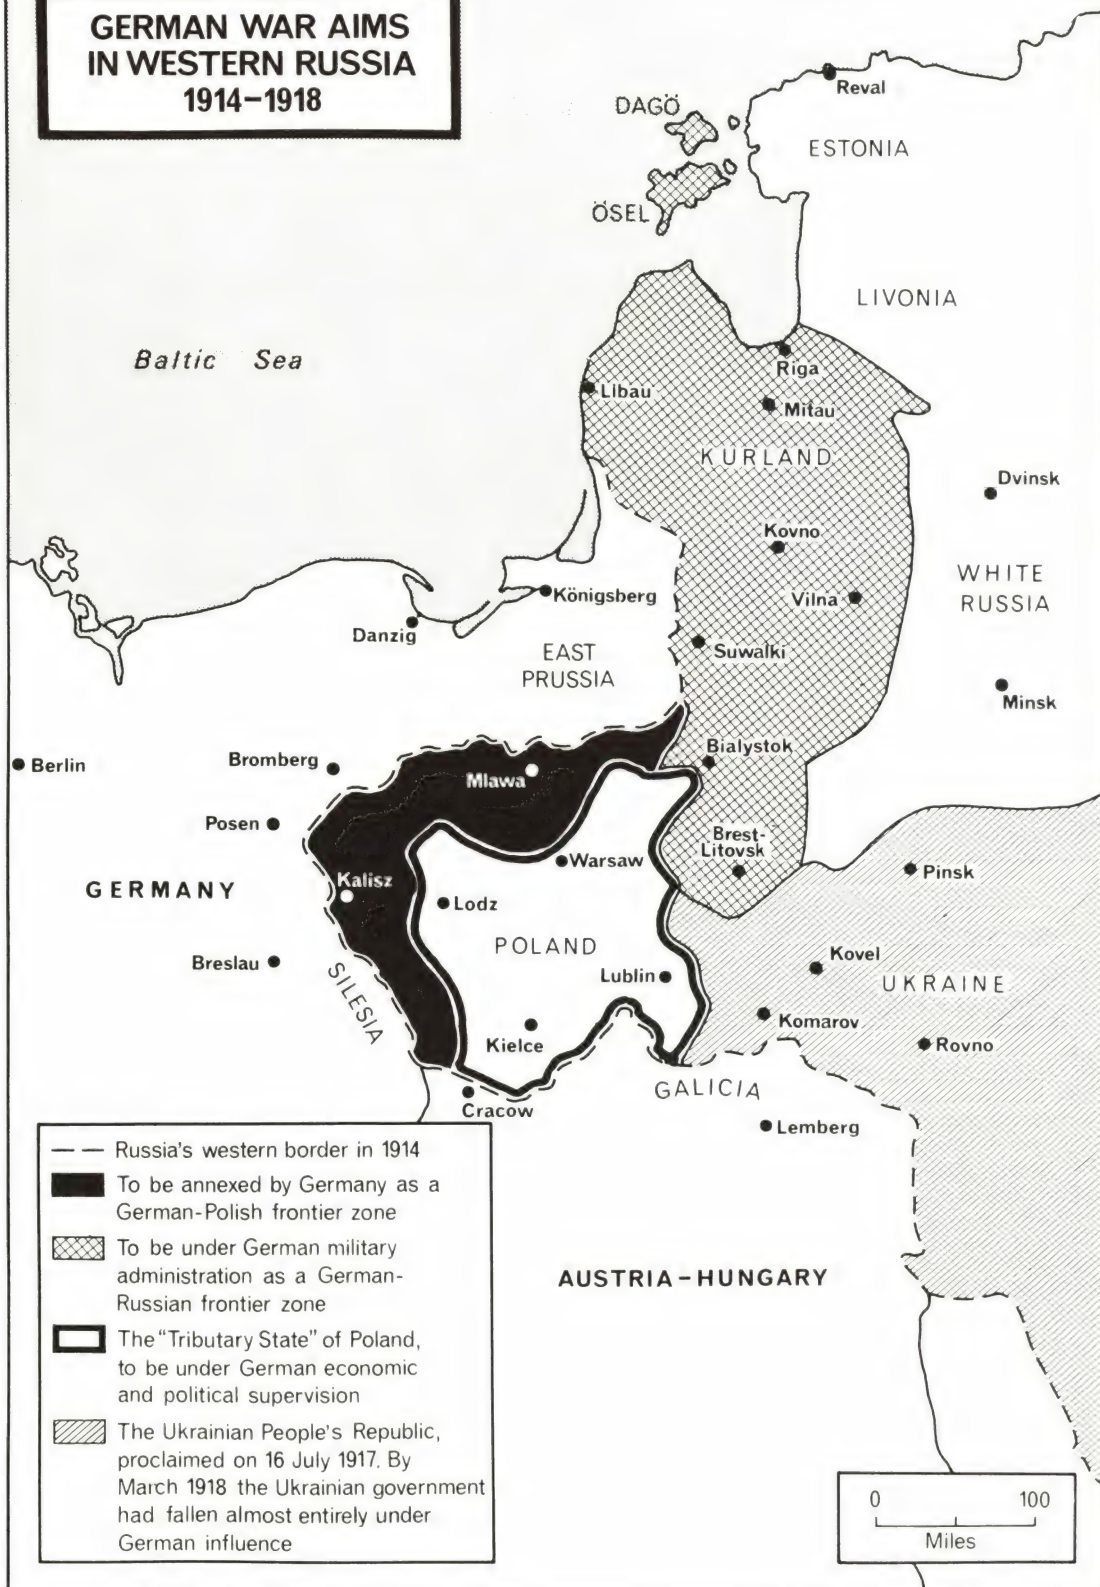 GERMAN WAR AIMS
IN WESTERN RUSSIA
1914–1918
Reval
DAGÖ
ESTONIA
ÖSEL
LIVONIA
Baltic Sea
Riga
Libau
Mitau
KURLAND
Dvinsk
Kovno
WHITE
RUSSIA
Vilna
Königsberg
Danzig
EAST
PRUSSIA
Suwalki
Minsk
Berlin
Bromberg
Bialystok
Mlawa
Posen
Brest-
Litovsk
Warsaw
Pinsk
Kalisz
GERMANY
Lodz
POLAND
Kovel
Breslau
SILESIA
Lublin
UKRAINE
Komarov
Kielce
Rovno
GALICIA
Cracow
Lemberg
Russia's western border in 1914
To be annexed by Germany as a
German-Polish frontier zone
To be under German military
administration as a German-
Russian frontier zone
The "Tributary State" of Poland,
to be under German economic
and political supervision
The Ukrainian People's Republic,
proclaimed on 16 July 1917. By
March 1918 the Ukrainian government
had fallen almost entirely under
German influence
AUSTRIA–HUNGARY
0 100
Miles